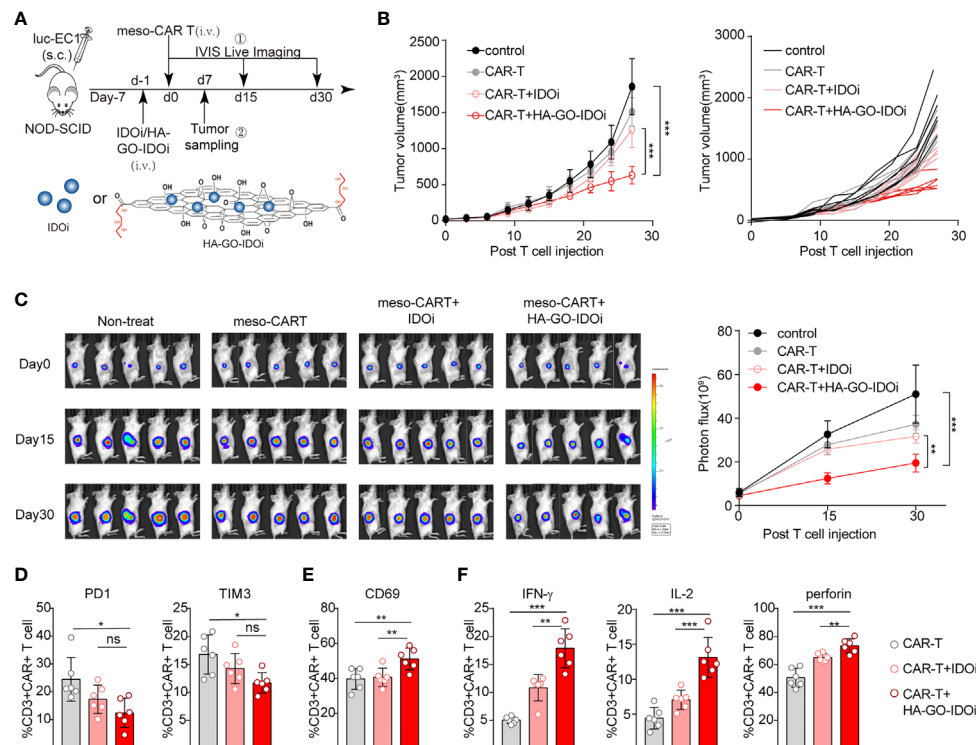 A
luc-EC1
(s.c.)
meso-CAR T(i.v.)
①
IVIS Live Imaging
d-1
d7
Day-7
d0
d15
d30
NOD-SCID
IDOi/HA-
GO-IDOi
(i.v.)
Tumor
sampling
②
IDOi
or
HA-GO-IDOi
B
Tumor volume(mm³)
2500
2000
1500
1000
500
0
0
10
20
30
Post T cell injection
control
CAR-T
CAR-T+IDOi
CAR-T+HA-GO-IDOi
***
***
Tumor volume(mm³)
3000
2000
1000
0
0
10
20
30
Post T cell injection
control
CAR-T
CAR-T+IDOi
CAR-T+HA-GO-IDOi
C
Non-treat
meso-CART
meso-CART+
IDOi
meso-CART+
HA-GO-IDOi
Day0
Day15
Day30
Photon flux(10⁸)
80
60
40
20
0
0
15
30
Post T cell injection
control
CAR-T
CAR-T+IDOi
CAR-T+HA-GO-IDOi
**
***
D
PD1
%CD3+CAR+ T cell
50
40
30
20
10
*
ns
TIM3
%CD3+CAR+ T cell
25
20
15
10
5
*
ns
E
CD69
%CD3+CAR+ T cell
80
60
40
20
**
**
F
IFN-γ
%CD3+CAR+ T cell
25
20
15
10
5
***
**
IL-2
%CD3+CAR+ T cell
20
15
10
5
***
***
perforin
%CD3+CAR+ T cell
100
80
60
40
20
***
**
CAR-T
CAR-T+IDOi
CAR-T+
HA-GO-IDOi